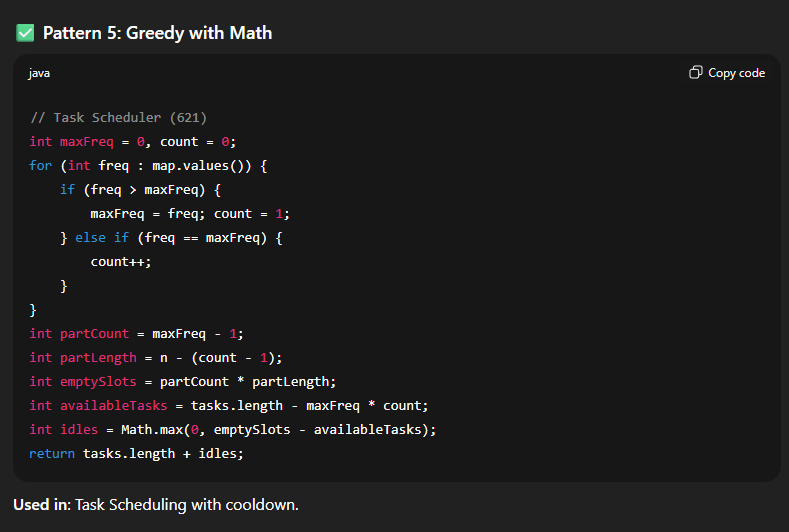 ✅ Pattern 5: Greedy with Math
java
Copy code
// Task Scheduler (621)
int maxFreq = 0, count = 0;
for (int freq : map.values()) {
    if (freq > maxFreq) {
        maxFreq = freq; count = 1;
    } else if (freq == maxFreq) {
        count++;
    }
}
int partCount = maxFreq - 1;
int partLength = n - (count - 1);
int emptySlots = partCount * partLength;
int availableTasks = tasks.length - maxFreq * count;
int idles = Math.max(0, emptySlots - availableTasks);
return tasks.length + idles;
Used in: Task Scheduling with cooldown.